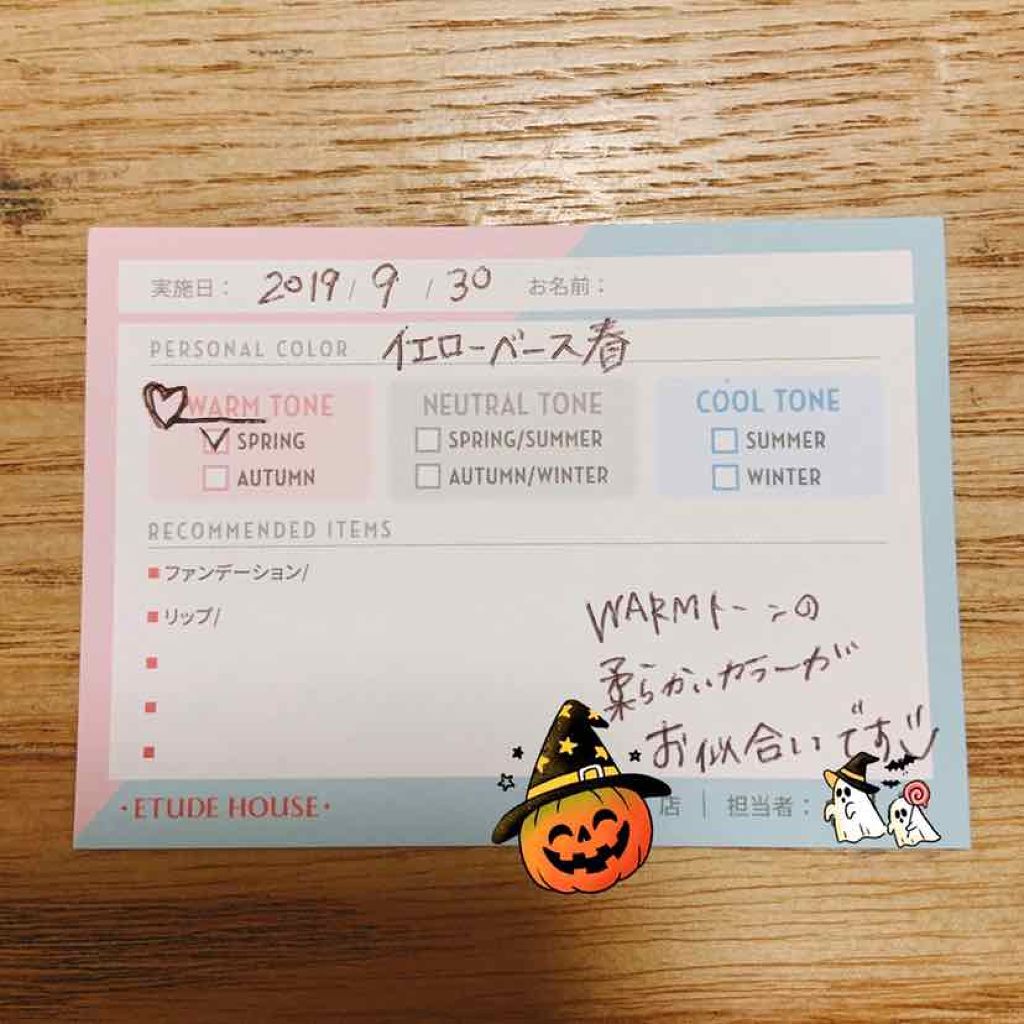 実施日： 2019 / 9 / 30 お名前：
PERSONAL COLOR イエローベース春
WARM TONE
SPRING
AUTUMN
NEUTRAL TONE
SPRING/SUMMER
AUTUMN/WINTER
COOL TONE
SUMMER
WINTER
RECOMMENDED ITEMS
ファンデーション/
リップ/
WARMトーンの
柔らかいカラーが
お似合いです
・ETUDE HOUSE・
店 | 担当者：